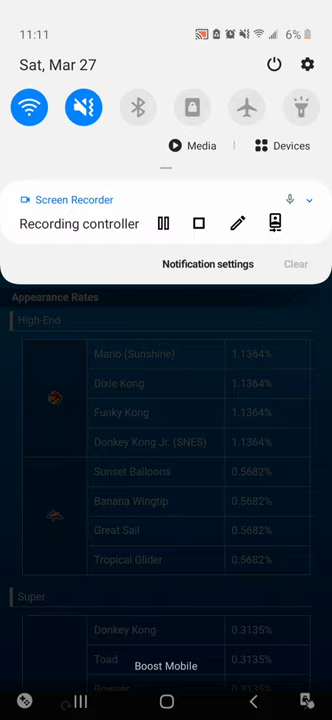 11:11
6%
Sat, Mar 27
Media | Devices
Screen Recorder
Recording controller
Notification settings Clear
Appearance Rates
High-End
Mario (Sunshine) 1.1364%
Dixie Kong 1.1364%
Funky Kong 1.1364%
Donkey Kong Jr. (SNES) 1.1364%
Sunset Balloons 0.5682%
Banana Wingtip 0.5682%
Great Sail 0.5682%
Tropical Glider 0.5682%
Super
Donkey Kong 0.3135%
Toad 0.3135%
Boost Mobile
Bowser 0.3135%